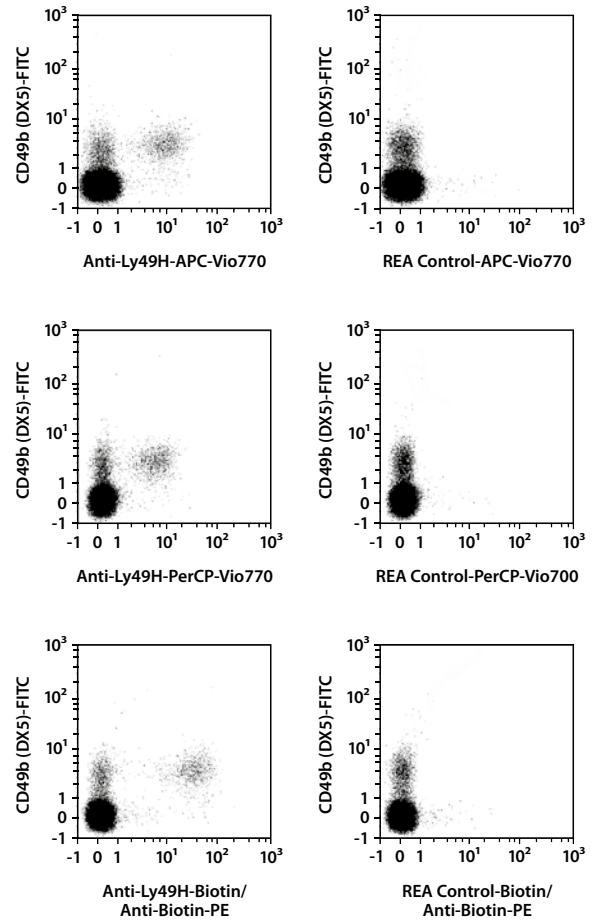 CD49b (DX5)-FITC
10³
10²
10¹
1
0
-1
-1 0 1 10¹ 10² 10³
Anti-Ly49H-APC-Vio770
CD49b (DX5)-FITC
10³
10²
10¹
1
0
-1
-1 0 1 10¹ 10² 10³
REA Control-APC-Vio770
CD49b (DX5)-FITC
10³
10²
10¹
1
0
-1
-1 0 1 10¹ 10² 10³
Anti-Ly49H-PerCP-Vio770
CD49b (DX5)-FITC
10³
10²
10¹
1
0
-1
-1 0 1 10¹ 10² 10³
REA Control-PerCP-Vio700
CD49b (DX5)-FITC
10³
10²
10¹
1
0
-1
-1 0 1 10¹ 10² 10³
Anti-Ly49H-Biotin/
Anti-Biotin-PE
CD49b (DX5)-FITC
10³
10²
10¹
1
0
-1
-1 0 1 10¹ 10² 10³
REA Control-Biotin/
Anti-Biotin-PE